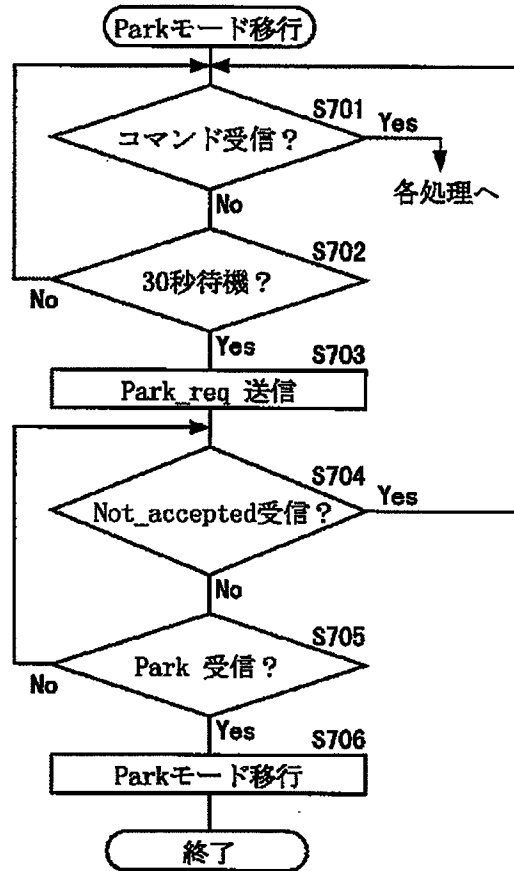 Parkモード移行
S701
コマンド受信？
Yes
各処理へ
No
S702
30秒待機？
No
Yes
S703
Park_req 送信
S704
Not_accepted受信？
Yes
No
S705
Park 受信？
No
Yes
S706
Parkモード移行
終了